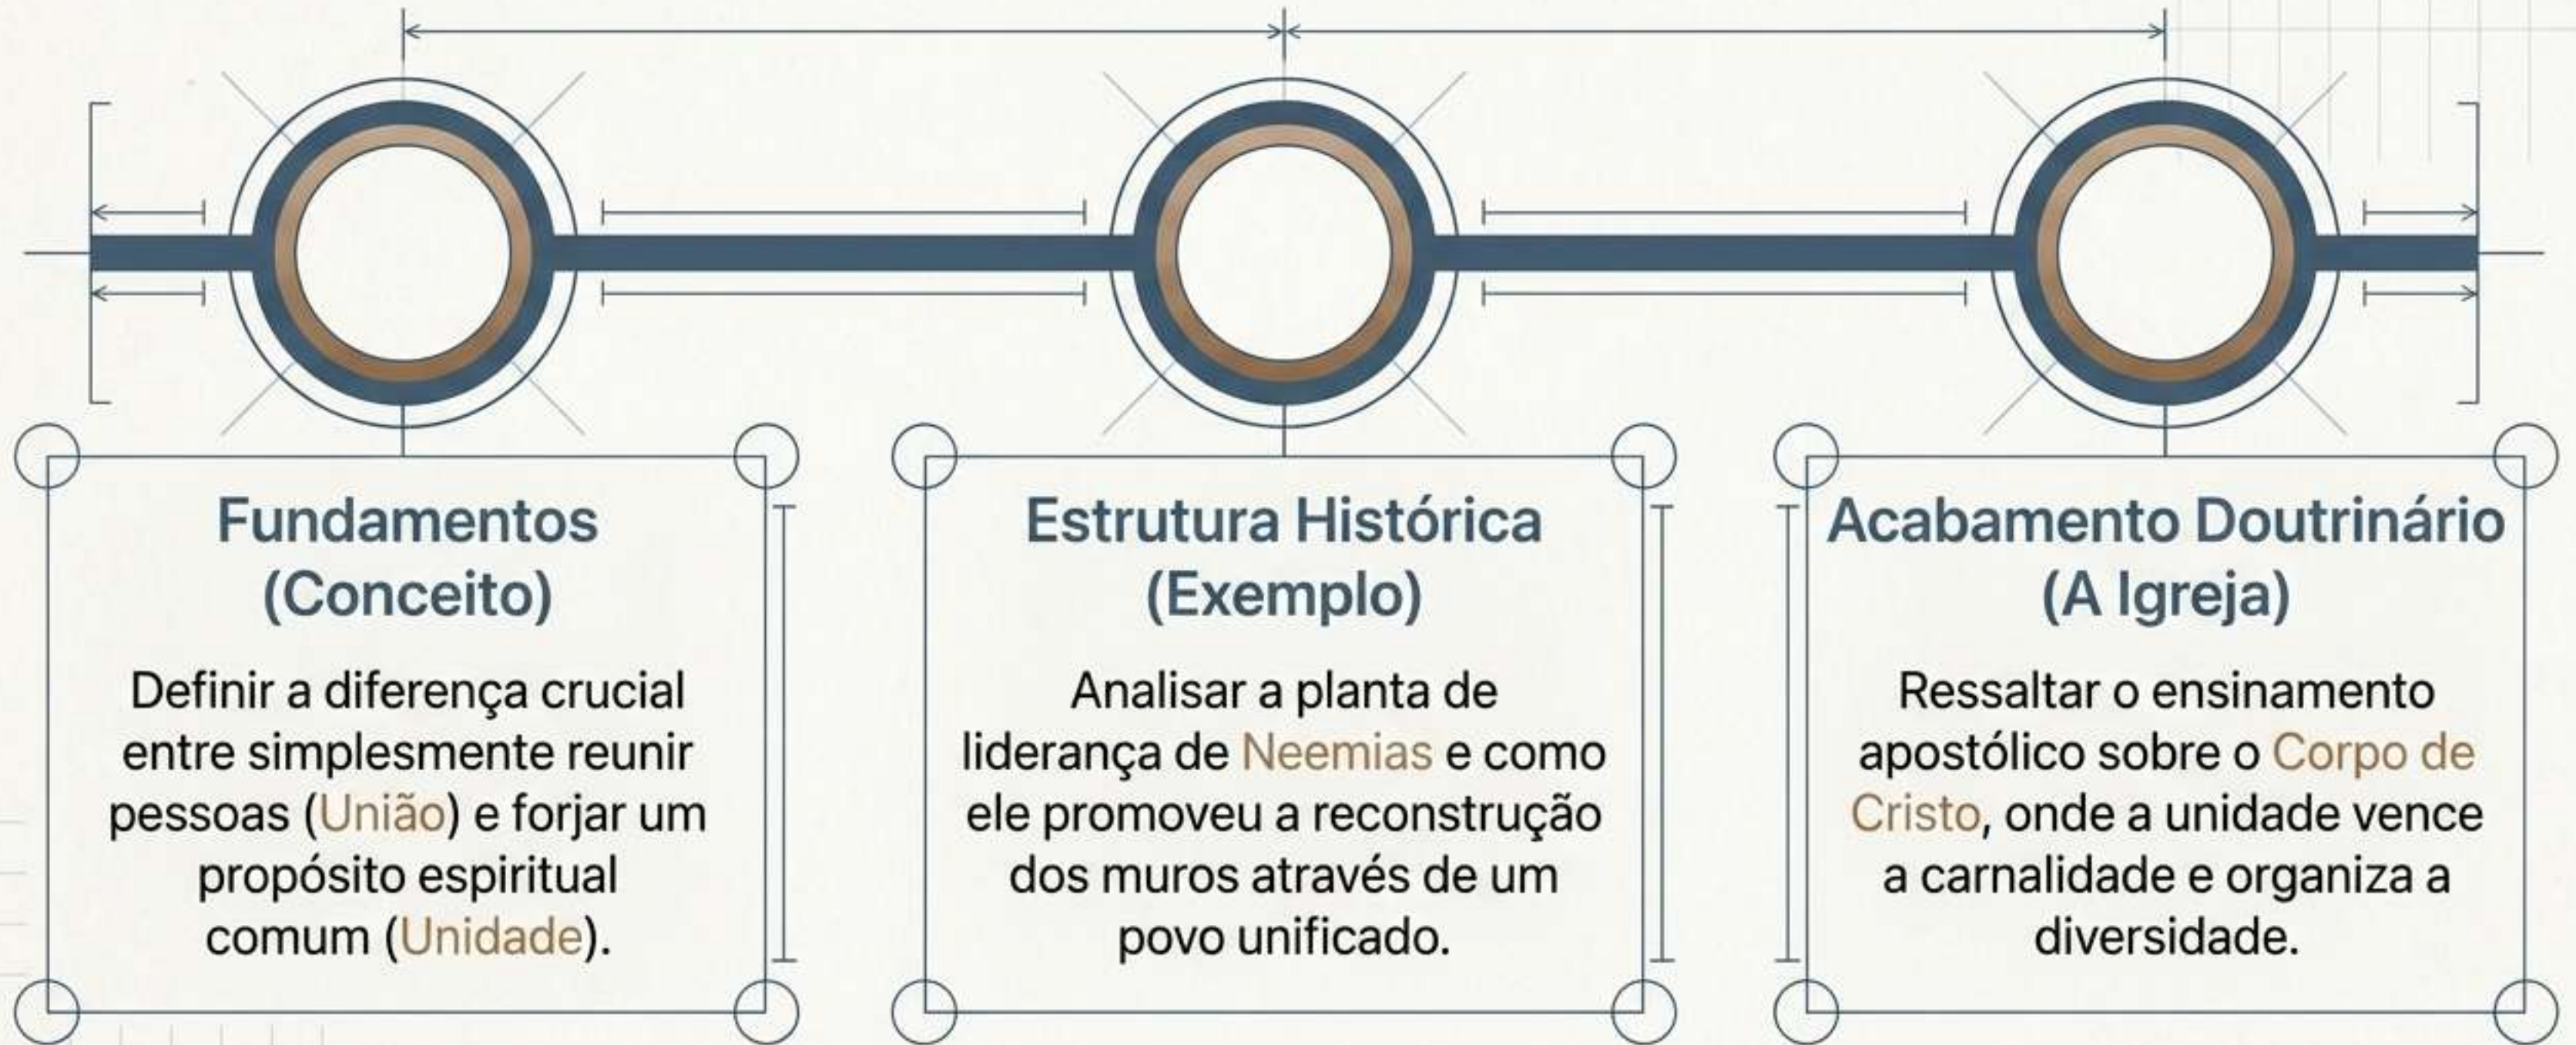 Fundamentos
(Conceito)
Definir a diferença crucial
entre simplesmente reunir
pessoas (União) e forjar um
propósito espiritual
comum (Unidade).
Estrutura Histórica
(Exemplo)
Analisar a planta de
liderança de Neemias e como
ele promoveu a reconstrução
dos muros através de um
povo unificado.
Acabamento Doutrinário
(A Igreja)
Ressaltar o ensinamento
apostólico sobre o Corpo de
Cristo, onde a unidade vence
a carnalidade e organiza a
diversidade.